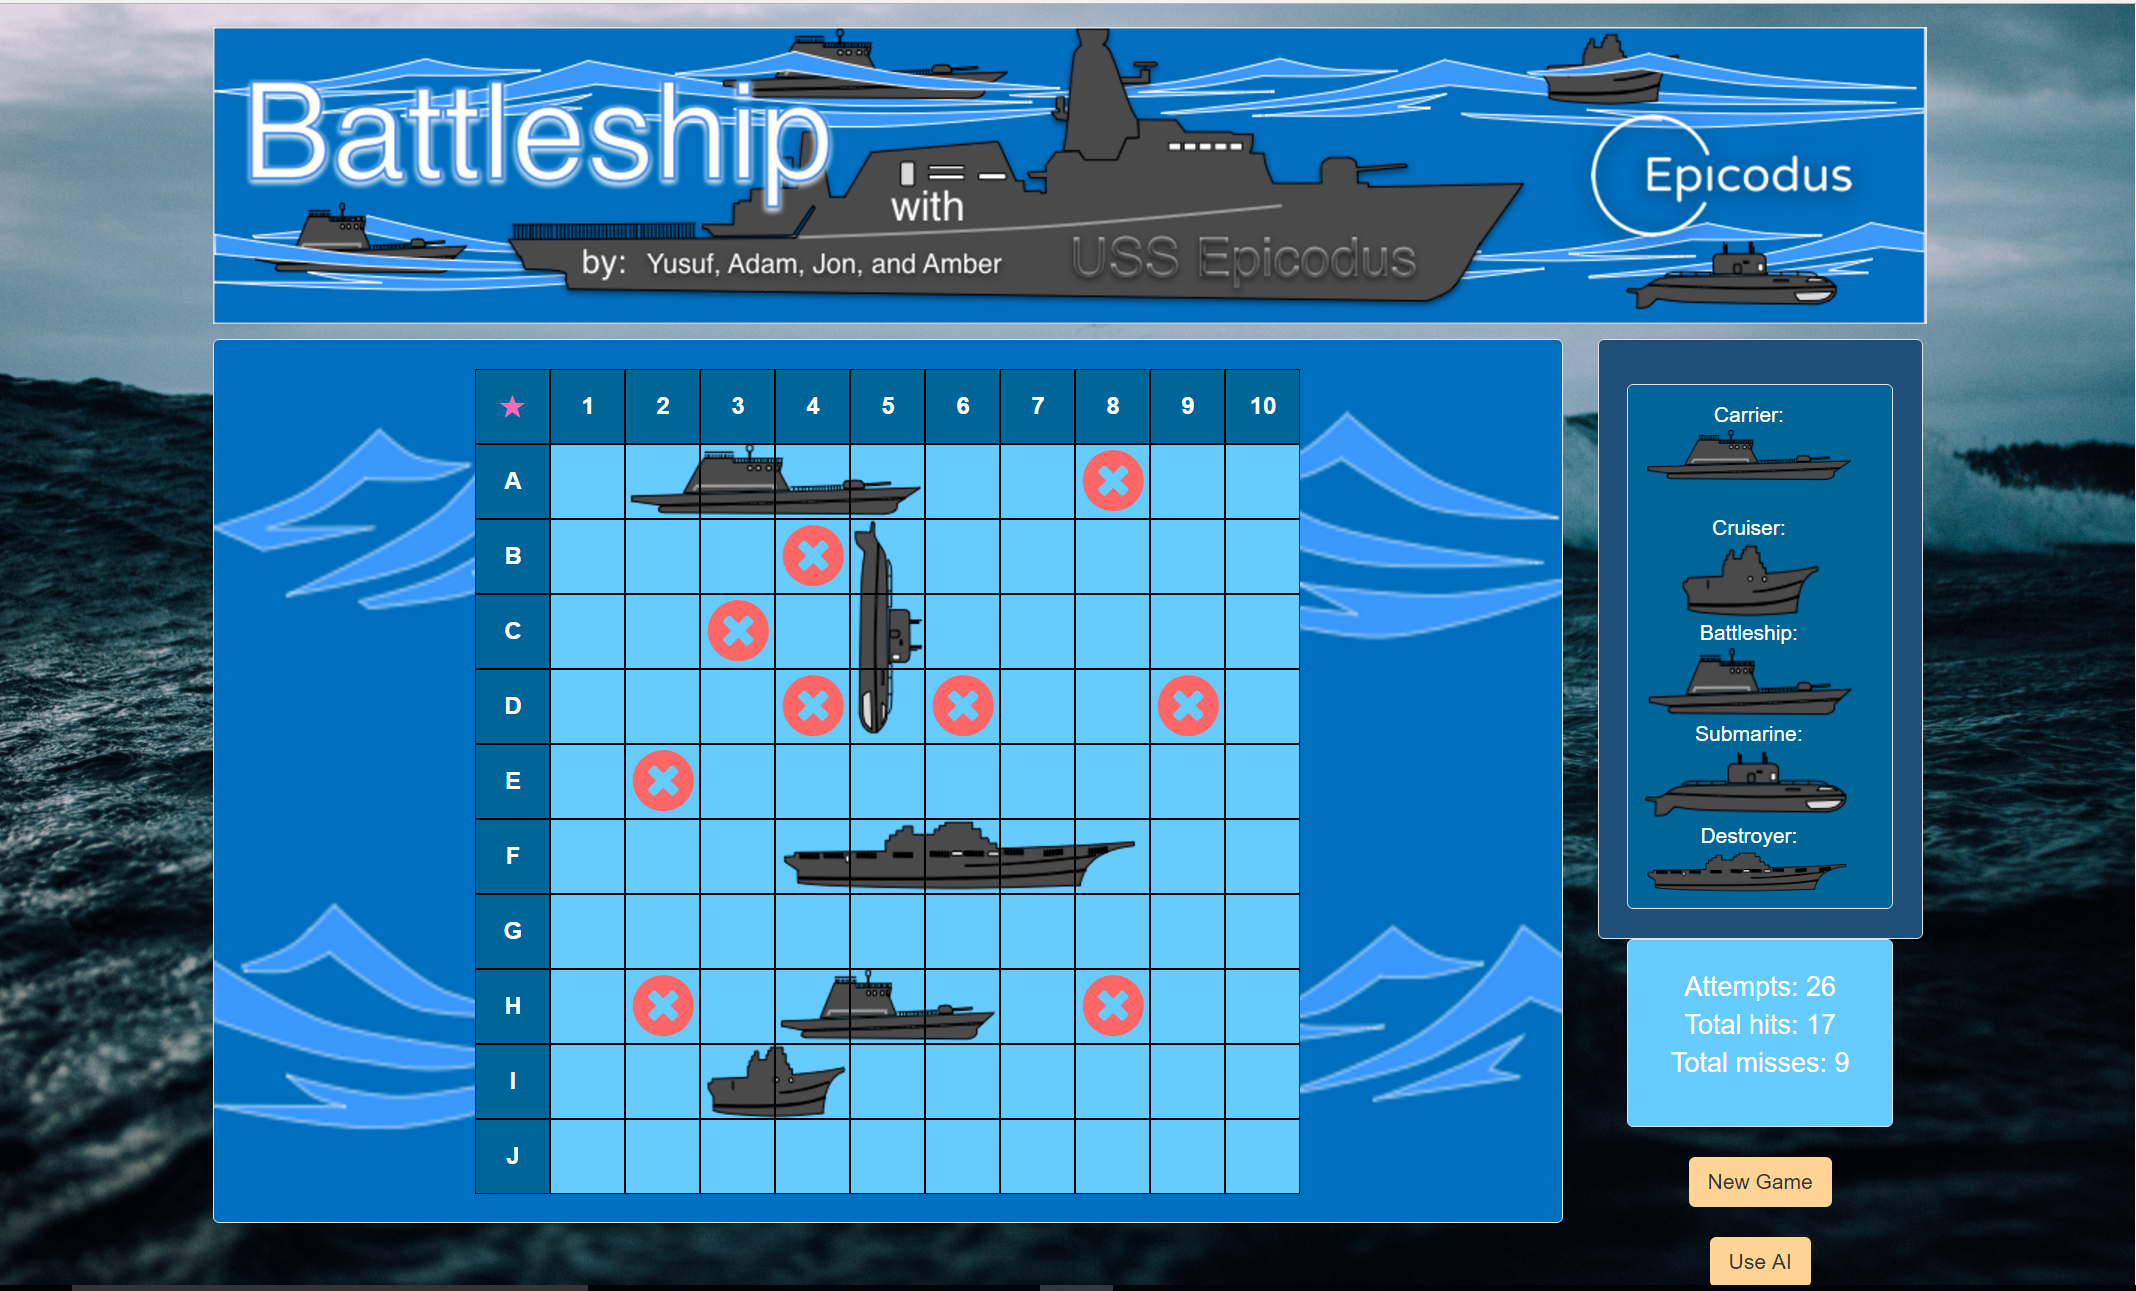 Battleship
with
Epicodus
by: Yusuf, Adam, Jon, and Amber
USS Epicodus
★ 1 2 3 4 5 6 7 8 9 10
A
B
C
D
E
F
G
H
I
J
Carrier:
Cruiser:
Battleship:
Submarine:
Destroyer:
Attempts: 26
Total hits: 17
Total misses: 9
New Game
Use AI